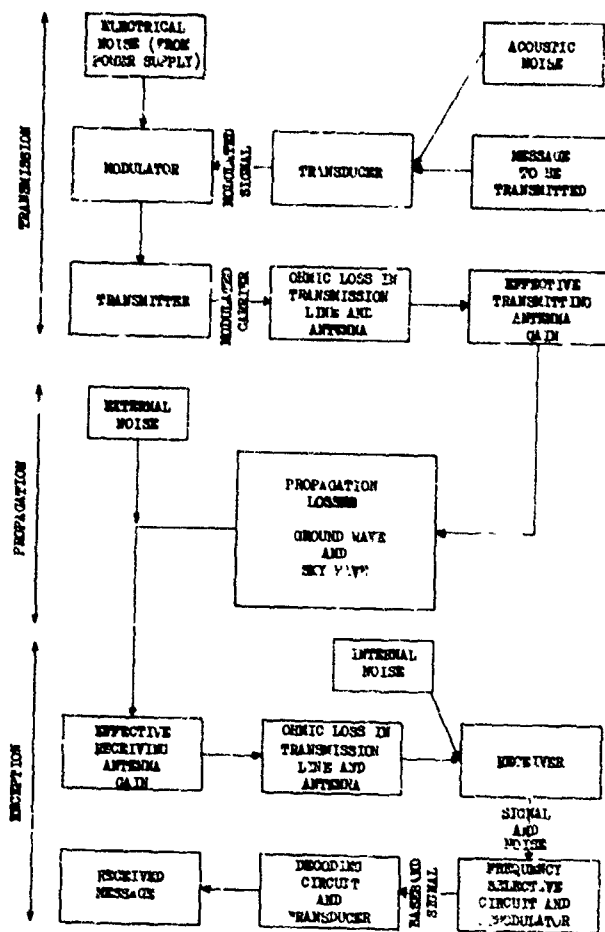 ELECTRICAL
NOISE (FROM
POWER SUPPLY)
ACOUSTIC
NOISE
TRANSMISSION
MODULATOR
MODULATED
SIGNAL
TRANSDUCER
MESSAGE
TO BE
TRANSMITTED
TRANSMITTER
MODULATED
CARRIER
OHMIC LOSS IN
TRANSMISSION
LINE AND
ANTENNA
EFFECTIVE
TRANSMITTING
ANTENNA
GAIN
PROPAGATION
EXTERNAL
NOISE
PROPAGATION
LOSSES
GROUND WAVE
AND
SKY WAVE
RECEPTION
INTERNAL
NOISE
EFFECTIVE
RECEIVING
ANTENNA
GAIN
OHMIC LOSS IN
TRANSMISSION
LINE AND
ANTENNA
RECEIVER
SIGNAL
AND
NOISE
RECEIVED
MESSAGE
DECODING
CIRCUIT
AND
TRANSDUCER
BASEBAND
SIGNAL
FREQUENCY
SELECTIVE
CIRCUIT AND
DEMODULATOR